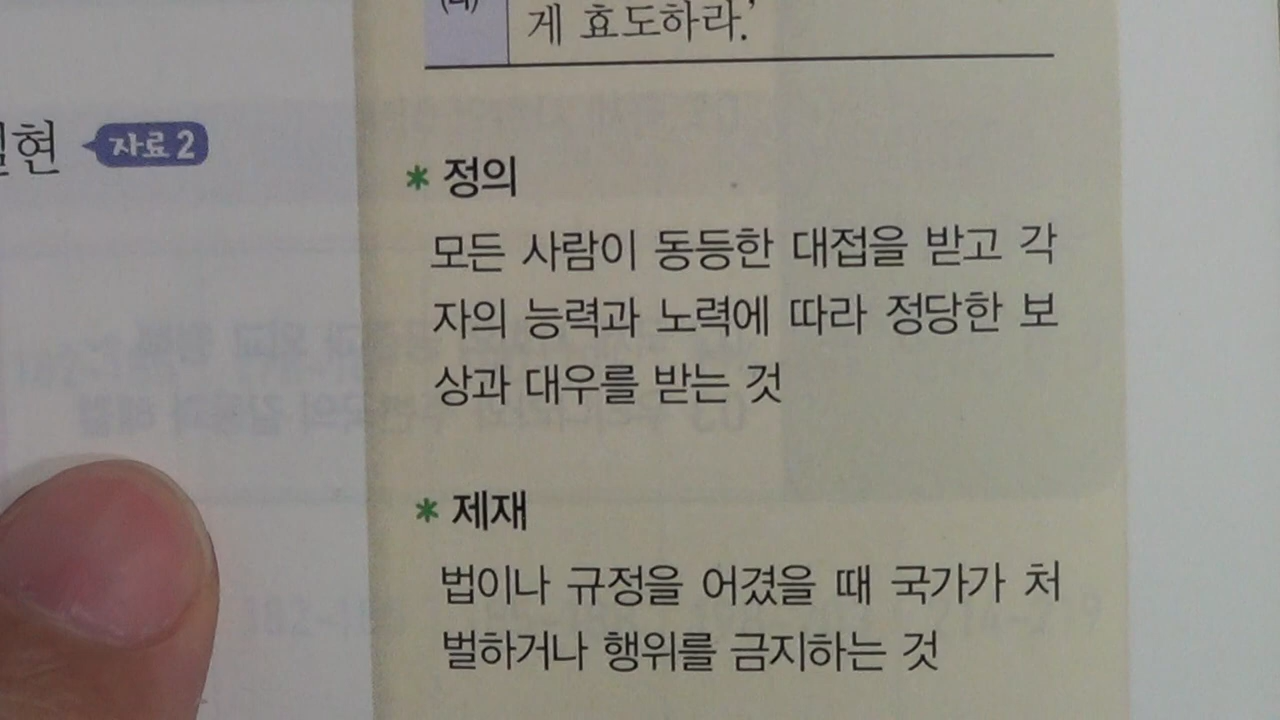 게 효도하라.’
자료 2
* 정의
모든 사람이 동등한 대접을 받고 각
자의 능력과 노력에 따라 정당한 보
상과 대우를 받는 것
* 제재
법이나 규정을 어겼을 때 국가가 처
벌하거나 행위를 금지하는 것